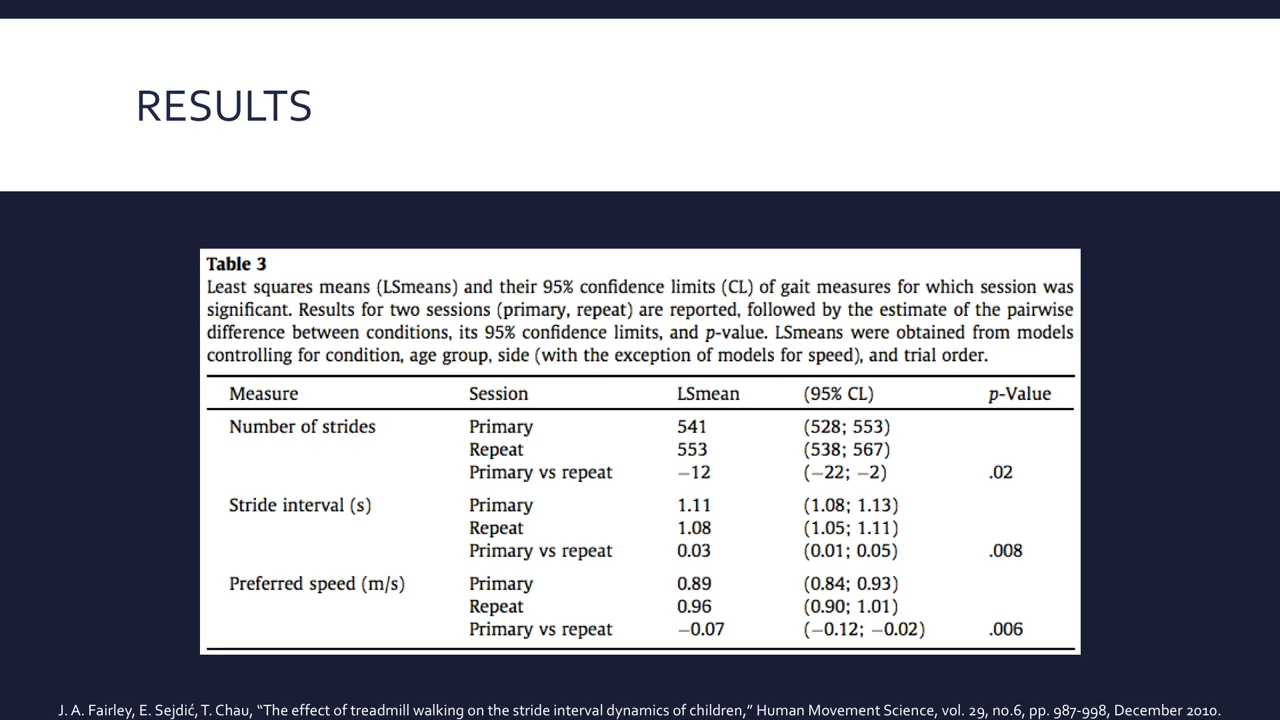 RESULTS
Table 3
Least squares means (LSmeans) and their 95% confidence limits (CL) of gait measures for which session was
significant. Results for two sessions (primary, repeat) are reported, followed by the estimate of the pairwise
difference between conditions, its 95% confidence limits, and p-value. LSmeans were obtained from models
controlling for condition, age group, side (with the exception of models for speed), and trial order.
Measure Session LSmean (95% CL) p-Value
Number of strides Primary 541 (528; 553)
Repeat 553 (538; 567)
Primary vs repeat −12 (−22; −2) .02
Stride interval (s) Primary 1.11 (1.08; 1.13)
Repeat 1.08 (1.05; 1.11)
Primary vs repeat 0.03 (0.01; 0.05) .008
Preferred speed (m/s) Primary 0.89 (0.84; 0.93)
Repeat 0.96 (0.90; 1.01)
Primary vs repeat −0.07 (−0.12; −0.02) .006
J. A. Fairley, E. Sejdić, T. Chau, “The effect of treadmill walking on the stride interval dynamics of children,” Human Movement Science, vol. 29, no.6, pp. 987-998, December 2010.